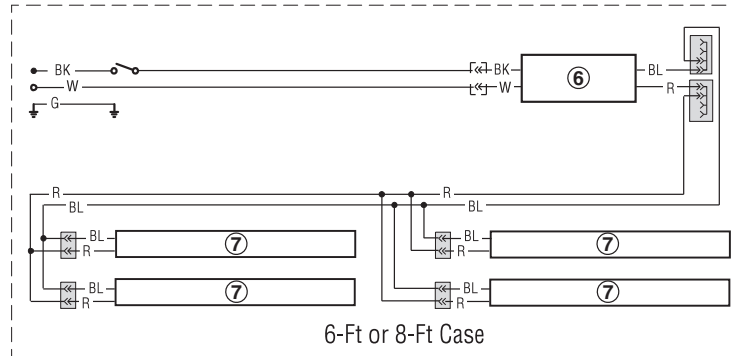 BK BK BL
6
W W R
G
R R
BL BL
BL 7 BL 7
R R
BL 7 BL 7
R R
6-Ft or 8-Ft Case